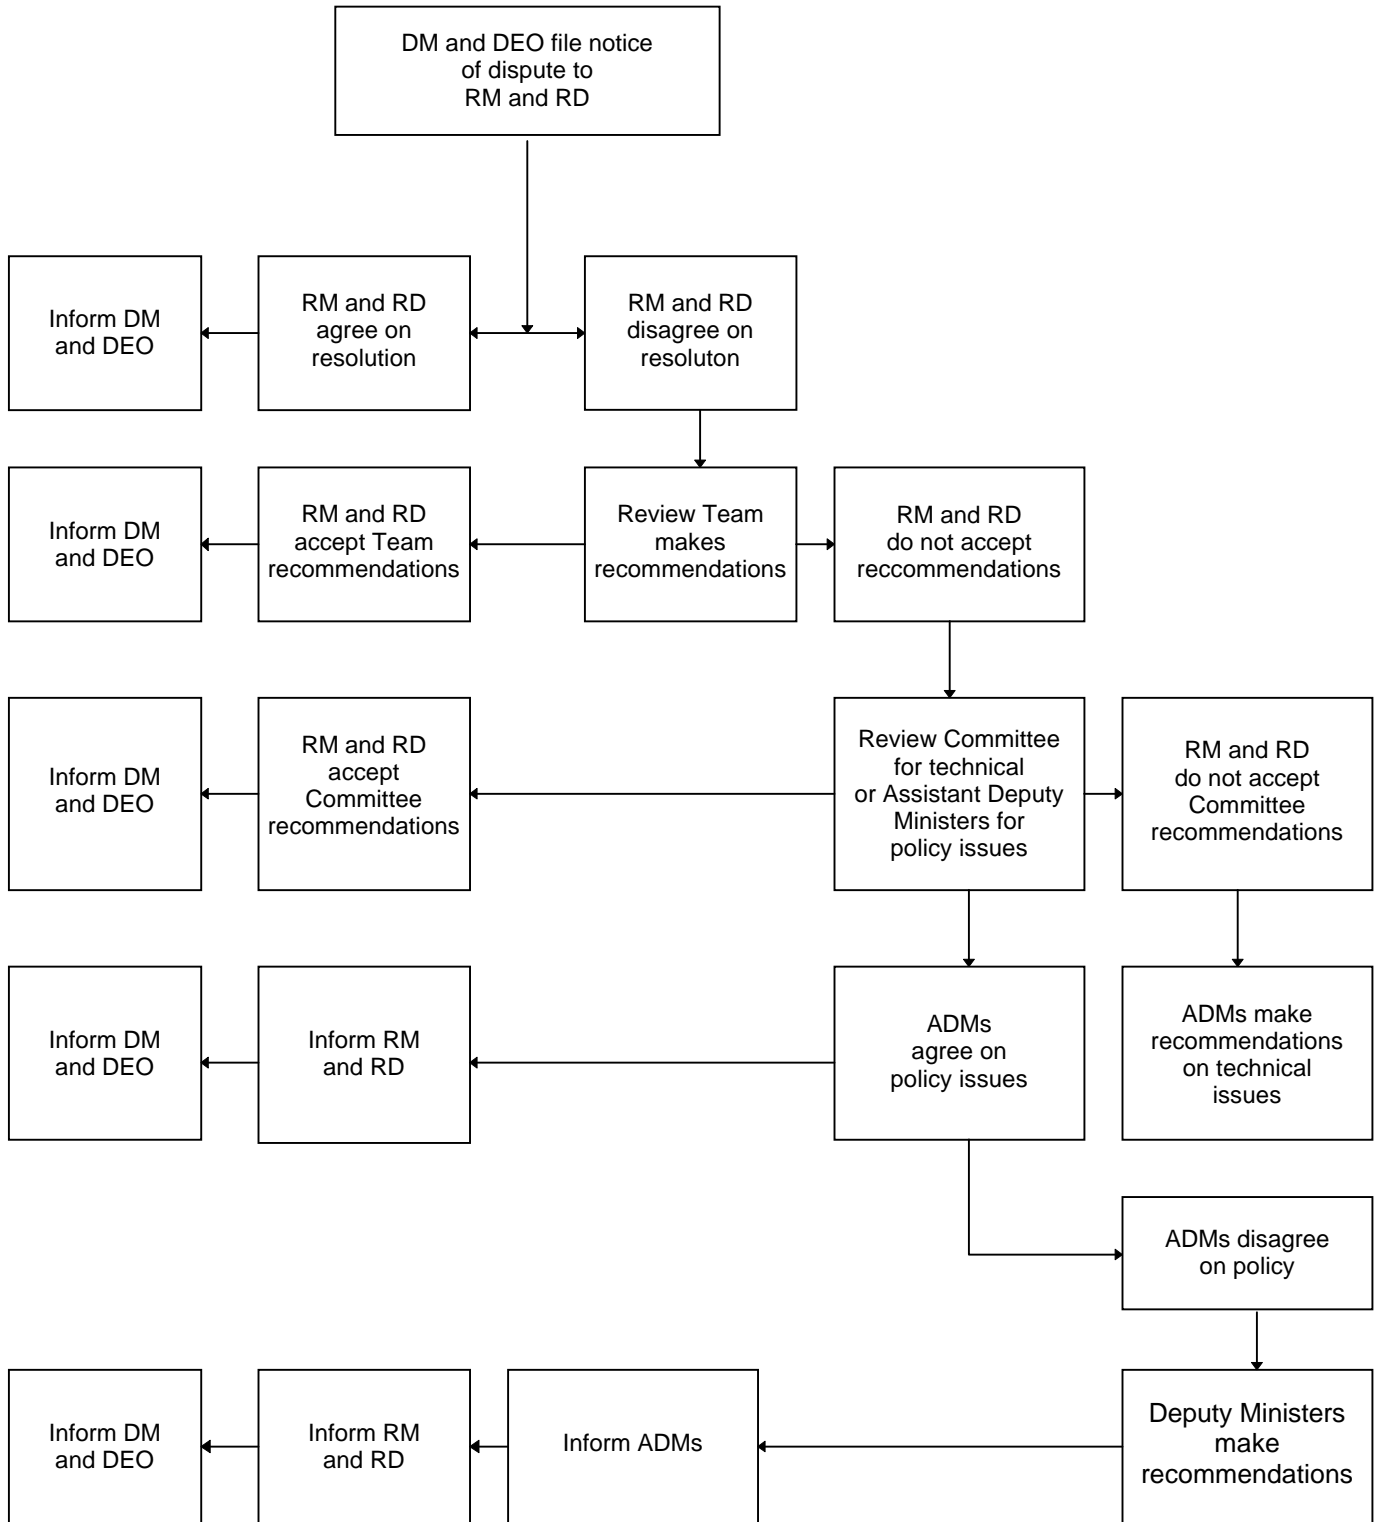 DM and DEO file notice
of dispute to
RM and RD
Inform DM
and DEO
RM and RD
agree on
resolution
RM and RD
disagree on
resoluton
Inform DM
and DEO
RM and RD
accept Team
recommendations
Review Team
makes
recommendations
RM and RD
do not accept
reccommendations
Inform DM
and DEO
RM and RD
accept
Committee
recommendations
Review Committee
for technical
or Assistant Deputy
Ministers for
policy issues
RM and RD
do not accept
Committee
recommendations
Inform DM
and DEO
Inform RM
and RD
ADMs
agree on
policy issues
ADMs make
recommendations
on technical
issues
ADMs disagree
on policy
Inform DM
and DEO
Inform RM
and RD
Inform ADMs
Deputy Ministers
make
recommendations